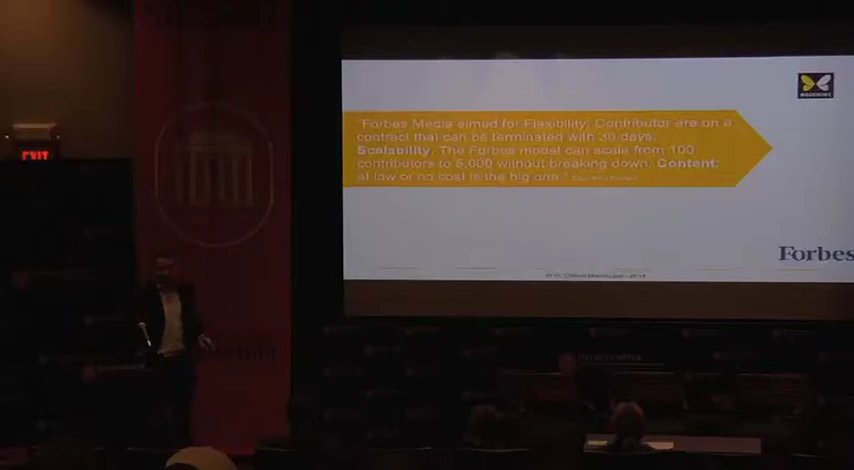 EXIT
"Forbes Media aimed for Flexibility. Contributor are on a
contract that can be terminated with 30 days.
Scalability. The Forbes model can scale from 100
contributors to 5,000 without breaking down. Content:
at low or no cost is the big one."
Forbes